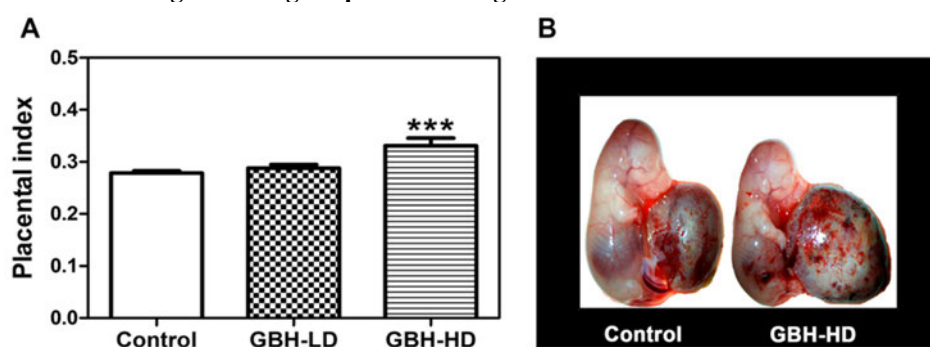 A
Placental index
0.5
0.4
0.3
0.2
0.1
0.0
***
Control
GBH-LD
GBH-HD
B
Control
GBH-HD